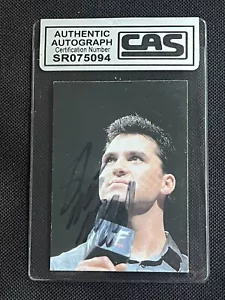 AUTHENTIC
AUTOGRAPH
Certification Number
SR075094
CAS